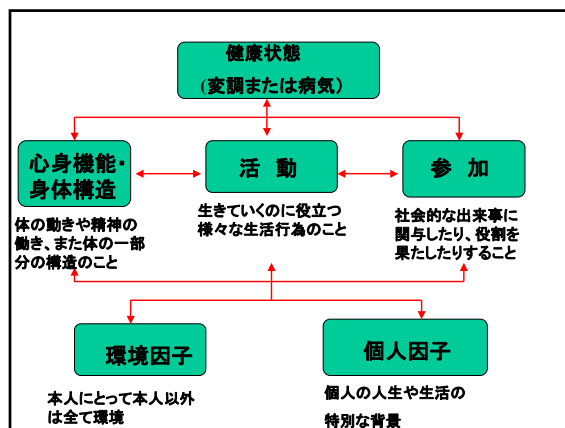 健康状態
(変調または病気)
心身機能・
身体構造
活 動
参 加
体の動きや精神の
働き、また体の一部
分の構造のこと
生きていくのに役立つ
様々な生活行為のこと
社会的な出来事に
関与したり、役割を
果たしたりすること
環境因子
個人因子
本人にとって本人以外
は全て環境
個人の人生や生活の
特別な背景